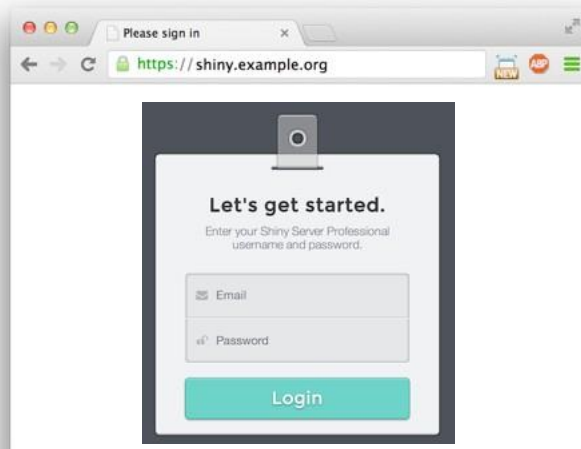 Please sign in
https://shiny.example.org
NEW
ABP
Let's get started.
Enter your Shiny Server Professional
username and password.
Email
Password
Login